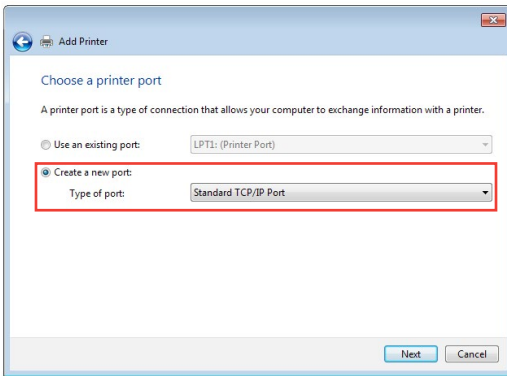 Add Printer
Choose a printer port
A printer port is a type of connection that allows your computer to exchange information with a printer.
Use an existing port: LPT1: (Printer Port)
Create a new port:
Type of port: Standard TCP/IP Port
Next Cancel